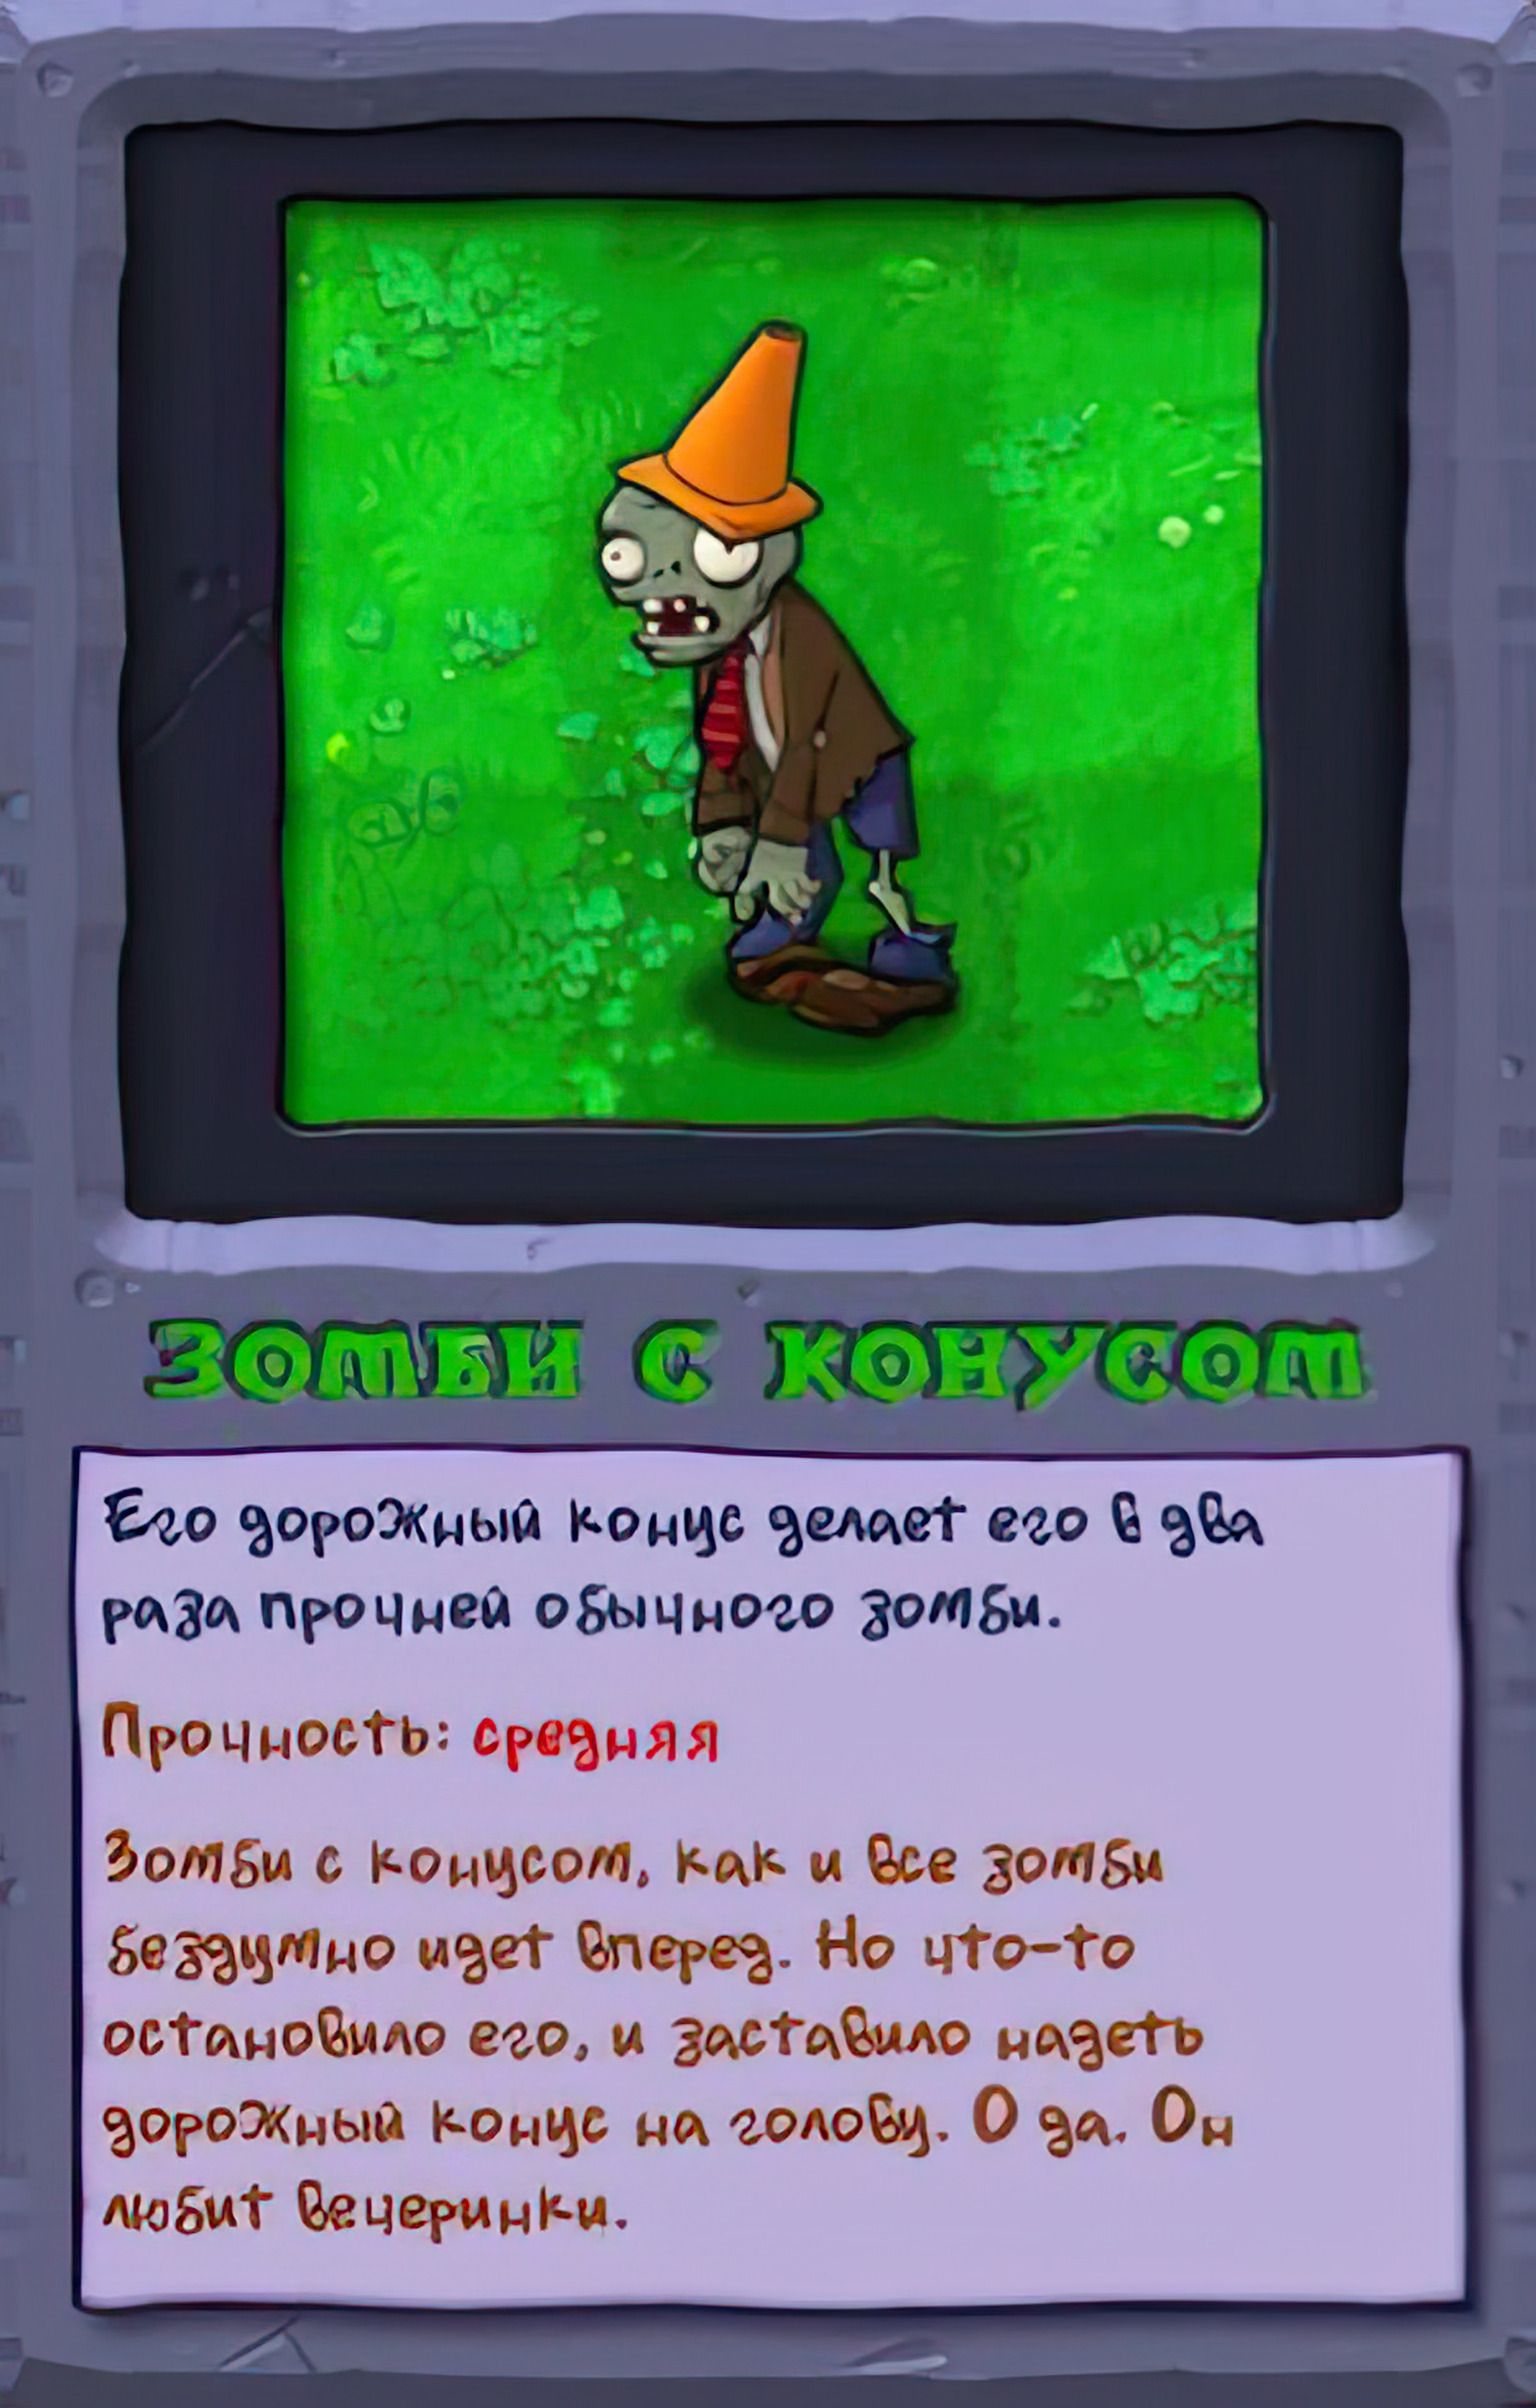 ЗОМБИ С КОНУСОМ
Его дорожный конус делает его в два
раза прочней обычного зомби.
Прочность: средняя
Зомби с конусом, как и все зомби
бездумно идет вперед. Но что-то
остановило его, и заставило надеть
дорожный конус на голову. О да. Он
любит вечеринки.